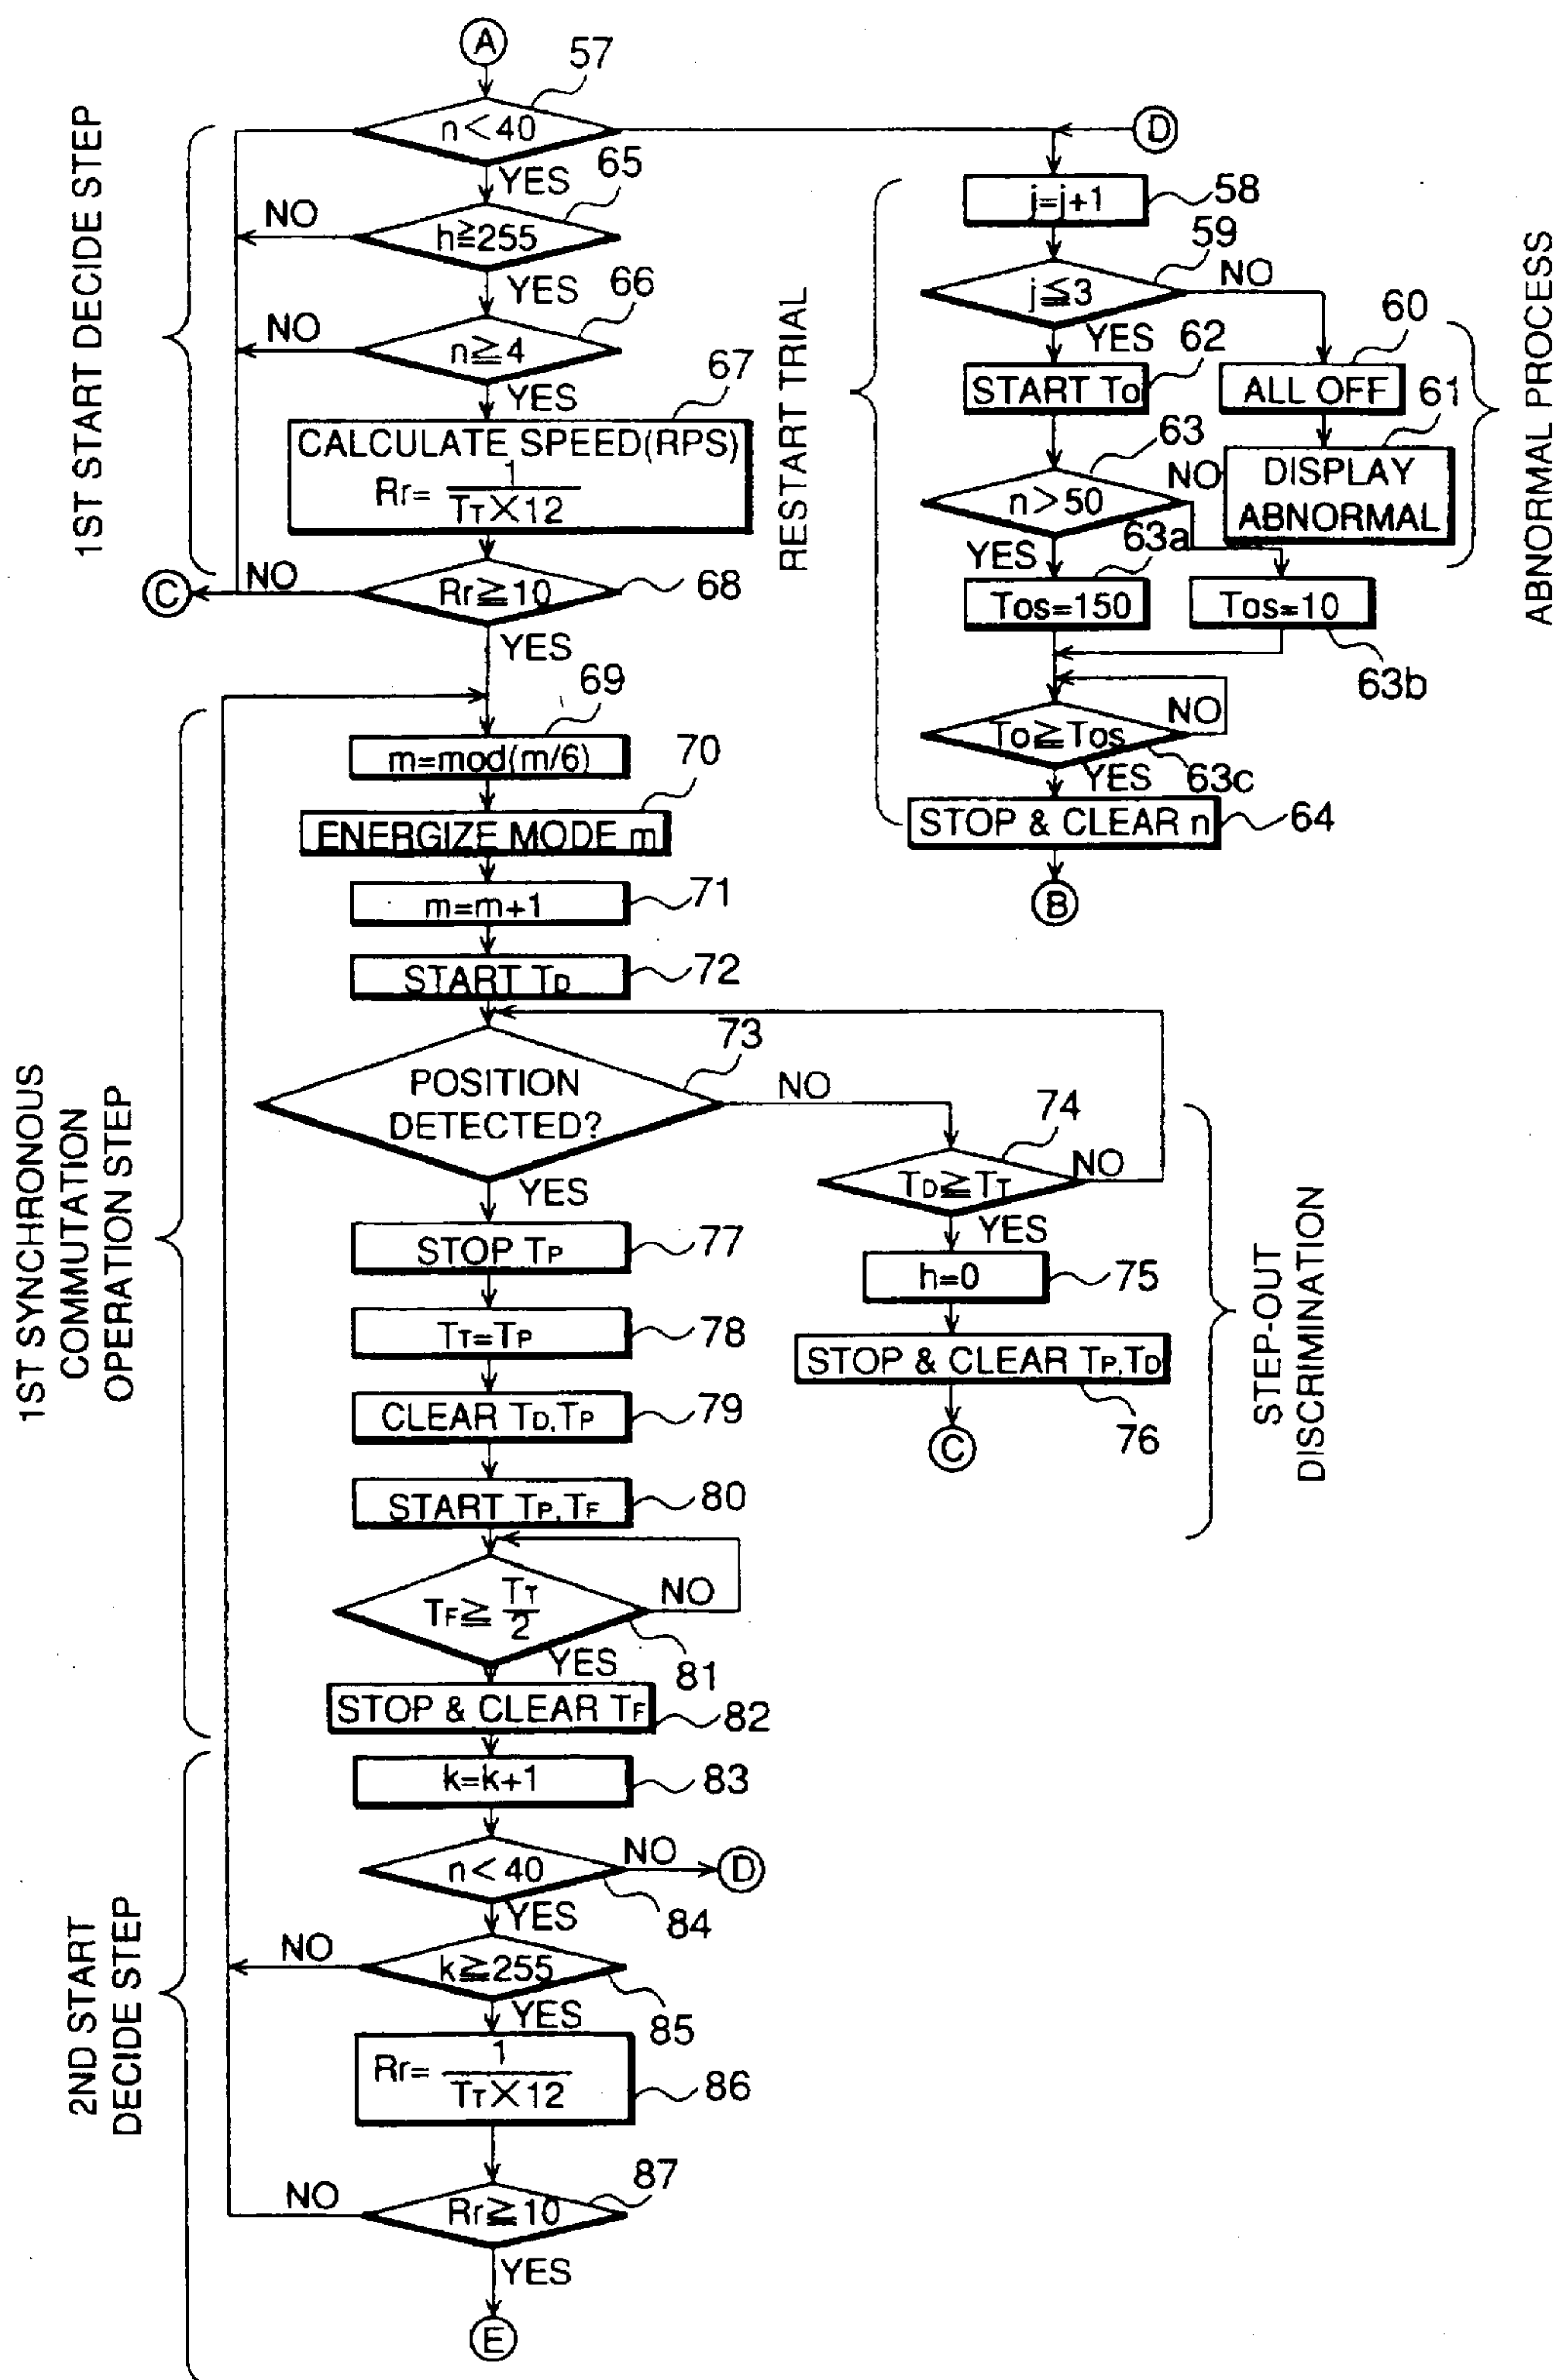 A
57
n<40
YES
65
NO
h≧255
YES
66
NO
n≧4
YES
67
CALCULATE SPEED(RPS)
Rr= 1
TT×12
C
NO
Rr≧10
68
YES
1ST START DECIDE STEP
D
j=j+1
58
59
j≦3
NO
YES
62
START TO
60
ALL OFF
61
DISPLAY
ABNORMAL
63
n>50
NO
YES
63a
TOS=150
TOS=10
63b
TO≧TOS
NO
YES
63c
STOP & CLEAR n
64
B
RESTART TRIAL
ABNORMAL PROCESS
69
m=mod(m/6)
70
ENERGIZE MODE m
m=m+1
71
START TD
72
73
POSITION
DETECTED?
NO
YES
74
TD≧TT
NO
YES
h=0
75
STOP & CLEAR TP,TD
76
C
STEP-OUT
DISCRIMINATION
STOP TP
77
TT=TP
78
CLEAR TD,TP
79
START TP,TF
80
TF≧ TT
2
NO
81
YES
STOP & CLEAR TF
82
1ST SYNCHRONOUS
COMMUTATION
OPERATION STEP
k=k+1
83
n<40
NO
D
84
YES
NO
k≧255
85
YES
Rr= 1
TT×12
86
87
NO
Rr≧10
YES
E
2ND START
DECIDE STEP